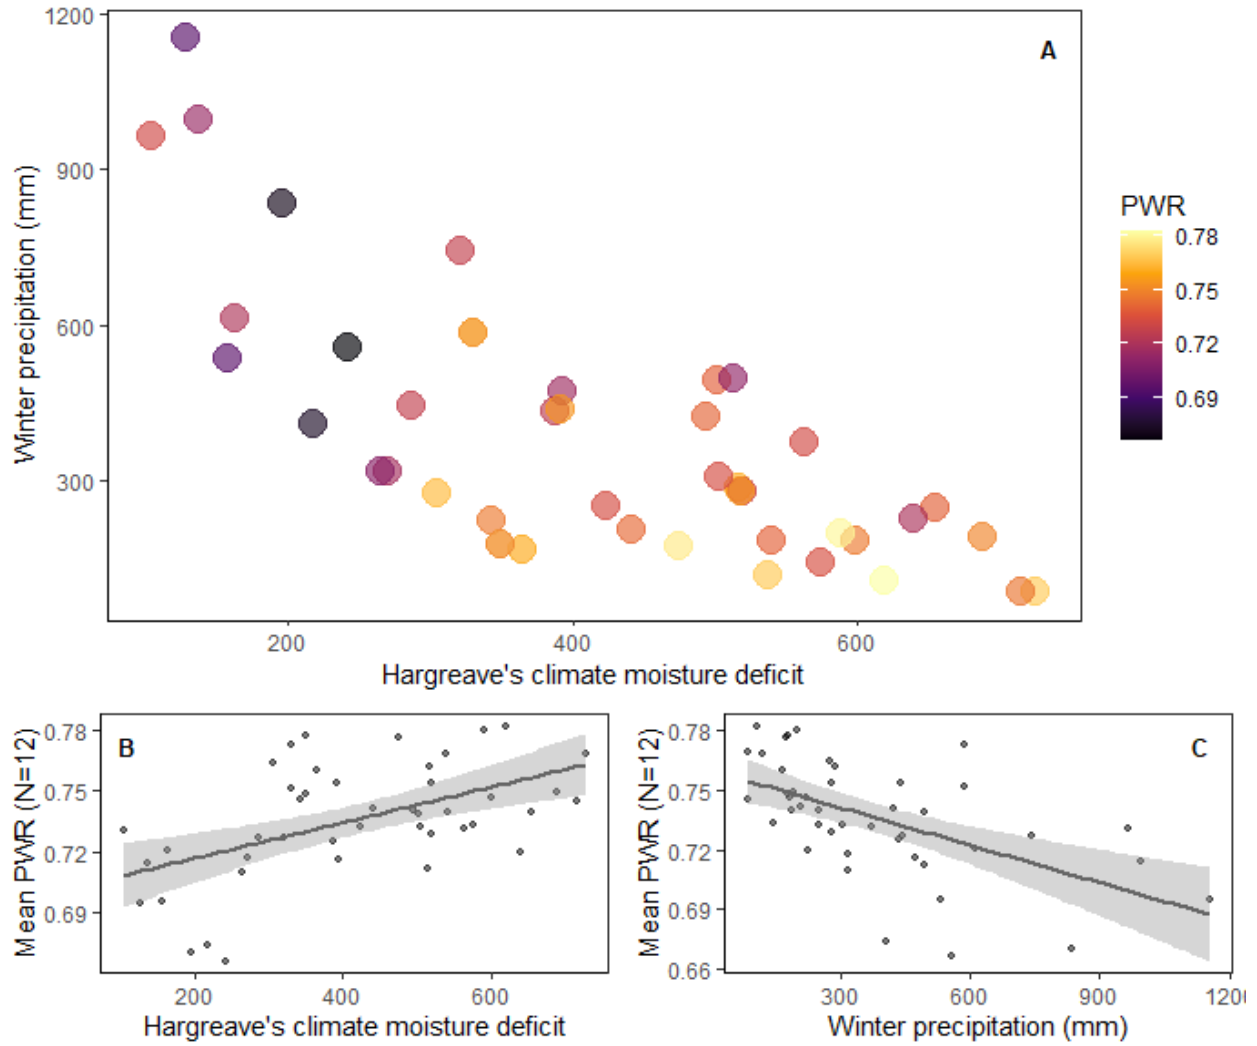 1200
900
600
300
Winter precipitation (mm)
A
200
400
600
Hargreave's climate moisture deficit
PWR
0.78
0.75
0.72
0.69
0.78
0.75
0.72
0.69
Mean PWR (N=12)
B
200
400
600
Hargreave's climate moisture deficit
0.78
0.75
0.72
0.69
0.66
Mean PWR (N=12)
C
300
600
900
1200
Winter precipitation (mm)